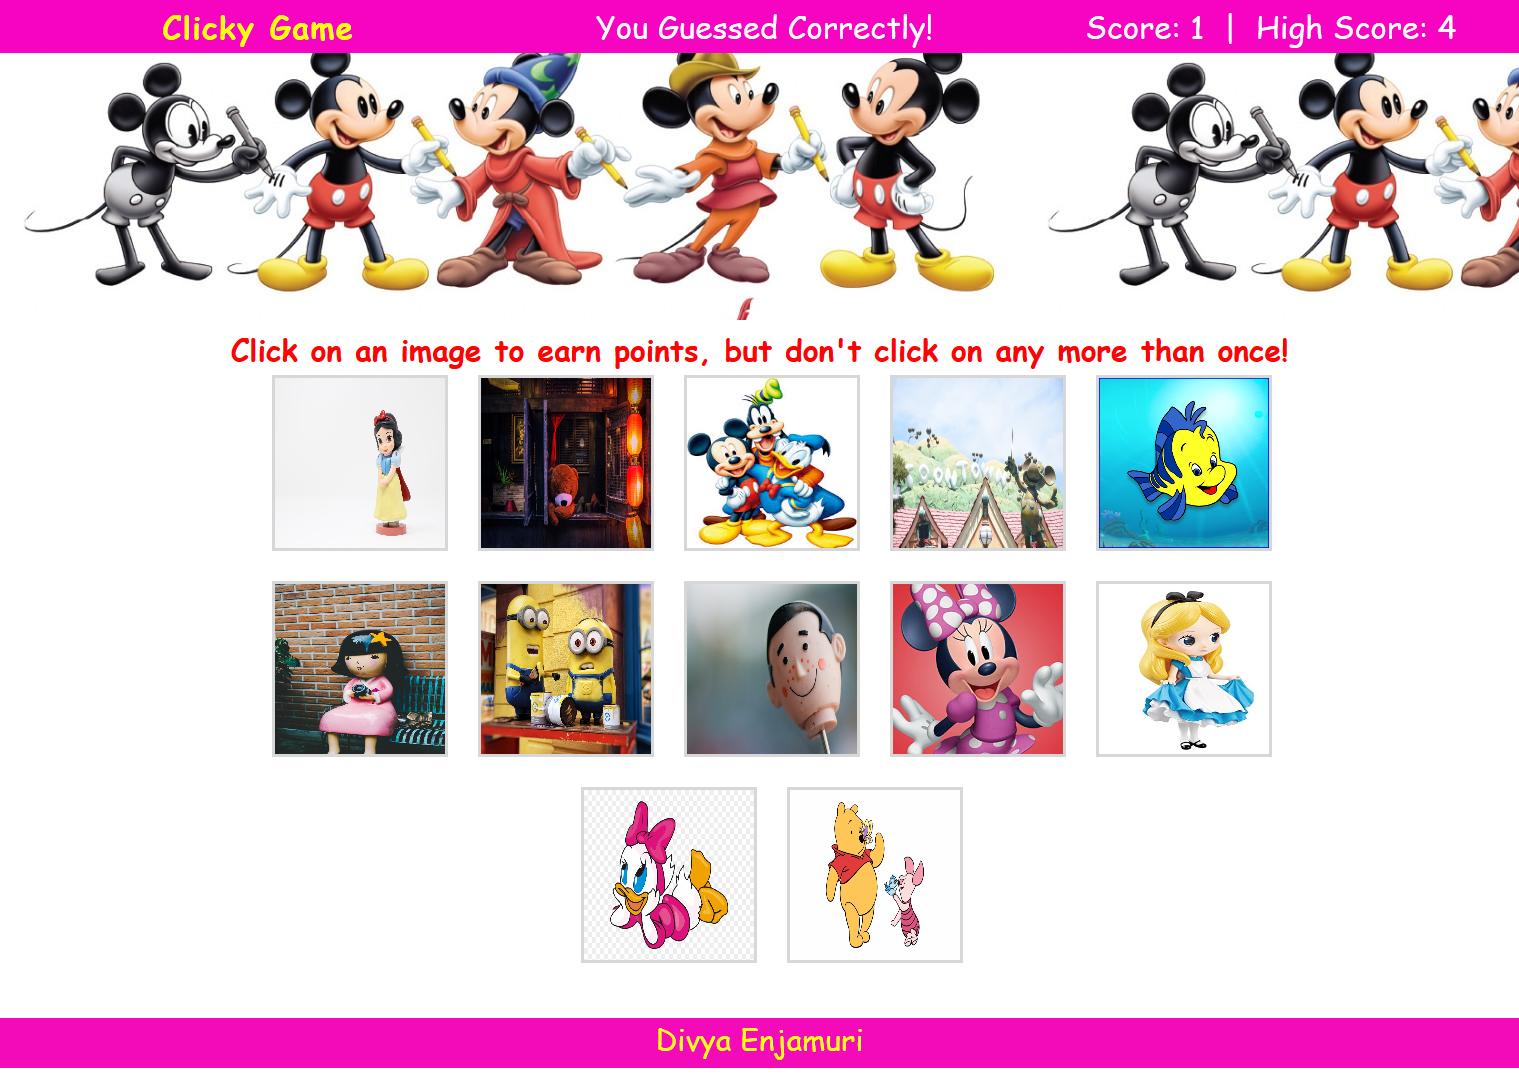 Clicky Game
You Guessed Correctly!
Score: 1 | High Score: 4
Click on an image to earn points, but don't click on any more than once!
TOONTOWN
Divya Enjamuri